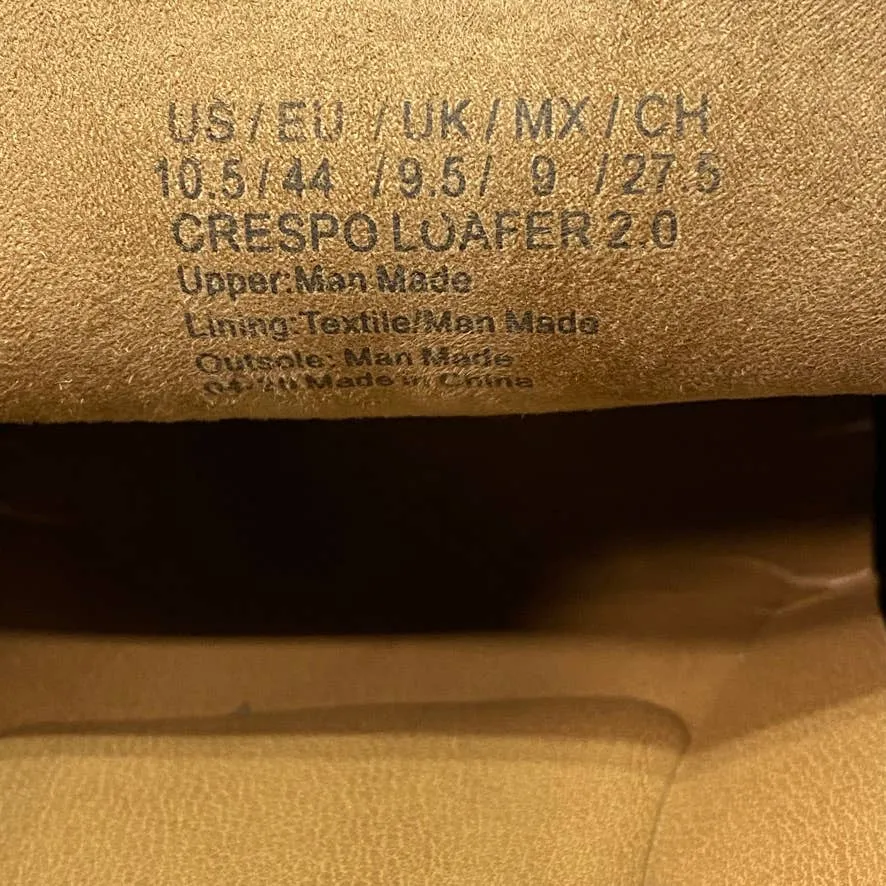 US / EU / UK / MX / CH
10.5 / 44 / 9.5 / 9 / 27.5
CRESPO LOAFER 2.0
Upper:Man Made
Lining:Textile/Man Made
Outsole: Man Made
Made in China